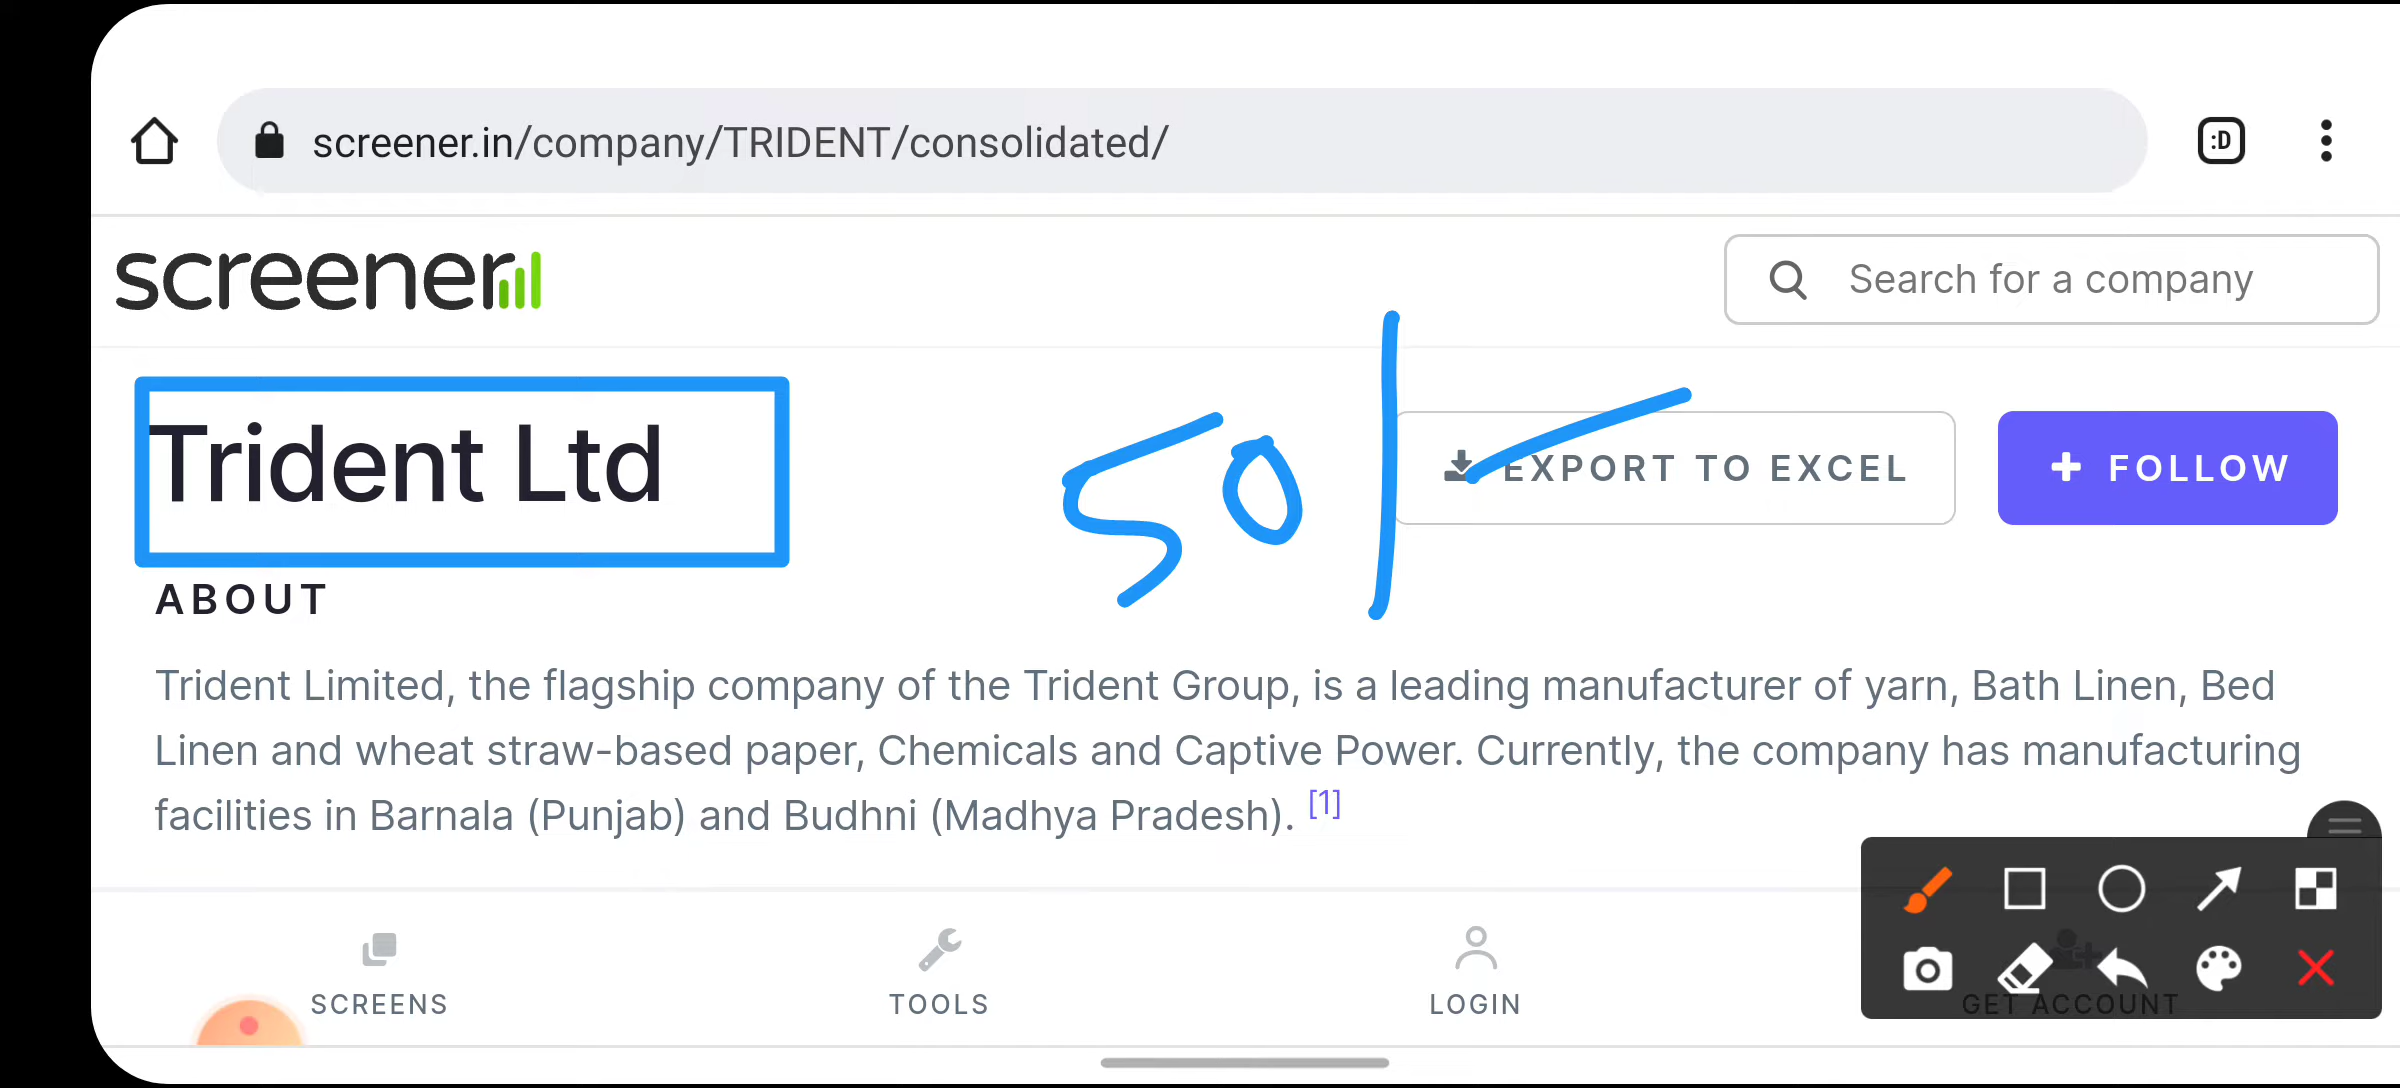 screener.in/company/TRIDENT/consolidated/
:D
screener
Search for a company
Trident Ltd
50/-
EXPORT TO EXCEL
+ FOLLOW
ABOUT
Trident Limited, the flagship company of the Trident Group, is a leading manufacturer of yarn, Bath Linen, Bed
Linen and wheat straw-based paper, Chemicals and Captive Power. Currently, the company has manufacturing
facilities in Barnala (Punjab) and Budhni (Madhya Pradesh). [1]
SCREENS
TOOLS
LOGIN
GET ACCOUNT